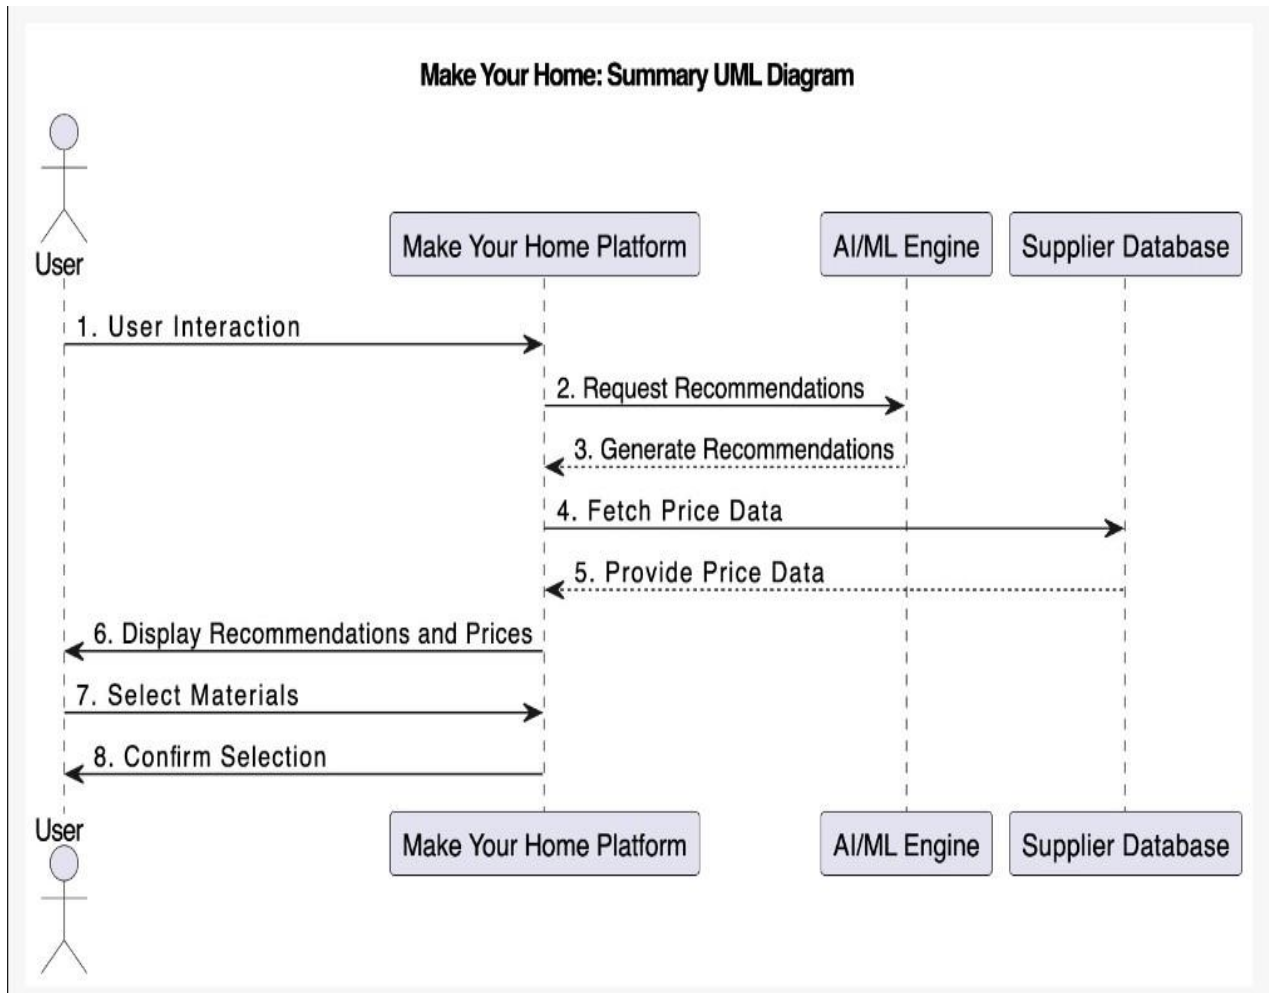 Make Your Home: Summary UML Diagram
User
Make Your Home Platform
AI/ML Engine
Supplier Database
1. User Interaction
2. Request Recommendations
3. Generate Recommendations
4. Fetch Price Data
5. Provide Price Data
6. Display Recommendations and Prices
7. Select Materials
8. Confirm Selection
User
Make Your Home Platform
AI/ML Engine
Supplier Database